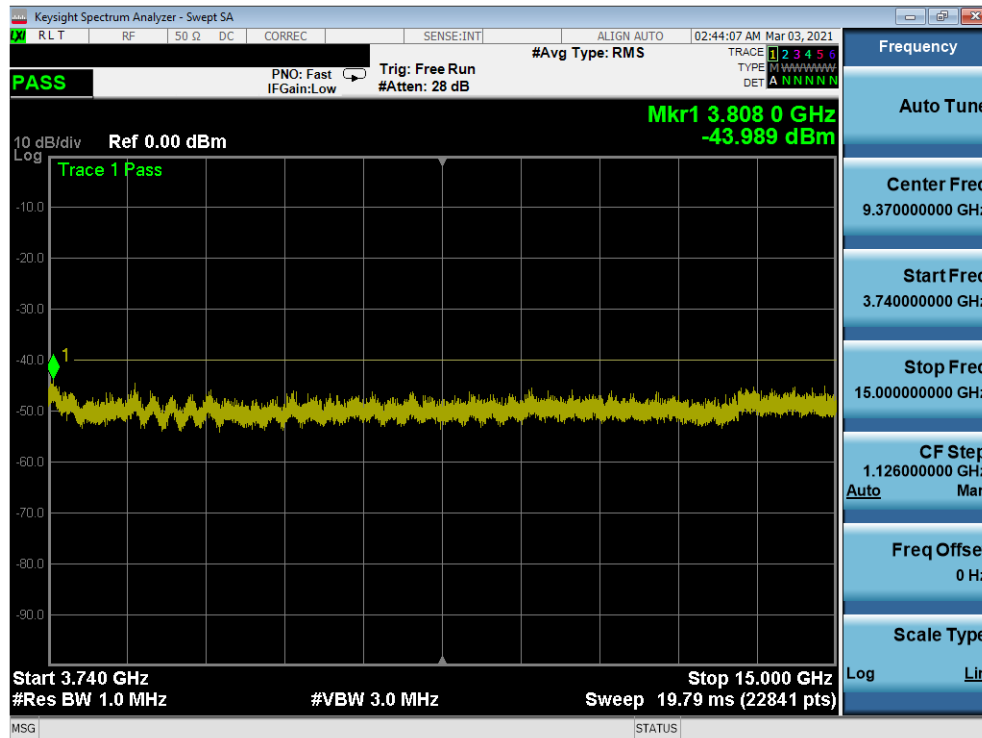 Keysight Spectrum Analyzer - Swept SA
LXI RLT RF 50 Ω DC CORREC SENSE:INT ALIGN AUTO 02:44:07 AM Mar 03, 2021
#Avg Type: RMS
TRACE 1 2 3 4 5 6
TYPE M W W W W W
DET A N N N N N
PASS
PNO: Fast
IFGain:Low
Trig: Free Run
#Atten: 28 dB
Mkr1 3.808 0 GHz
-43.989 dBm
10 dB/div
Log
Ref 0.00 dBm
Trace 1 Pass
-10.0
-20.0
-30.0
-40.0
1
-50.0
-60.0
-70.0
-80.0
-90.0
Start 3.740 GHz
Stop 15.000 GHz
#Res BW 1.0 MHz
#VBW 3.0 MHz
Sweep 19.79 ms (22841 pts)
MSG
STATUS
Frequency
Auto Tune
Center Freq
9.370000000 GHz
Start Freq
3.740000000 GHz
Stop Freq
15.000000000 GHz
CF Step
1.126000000 GHz
Auto Man
Freq Offse
0 Hz
Scale Type
Log Lin